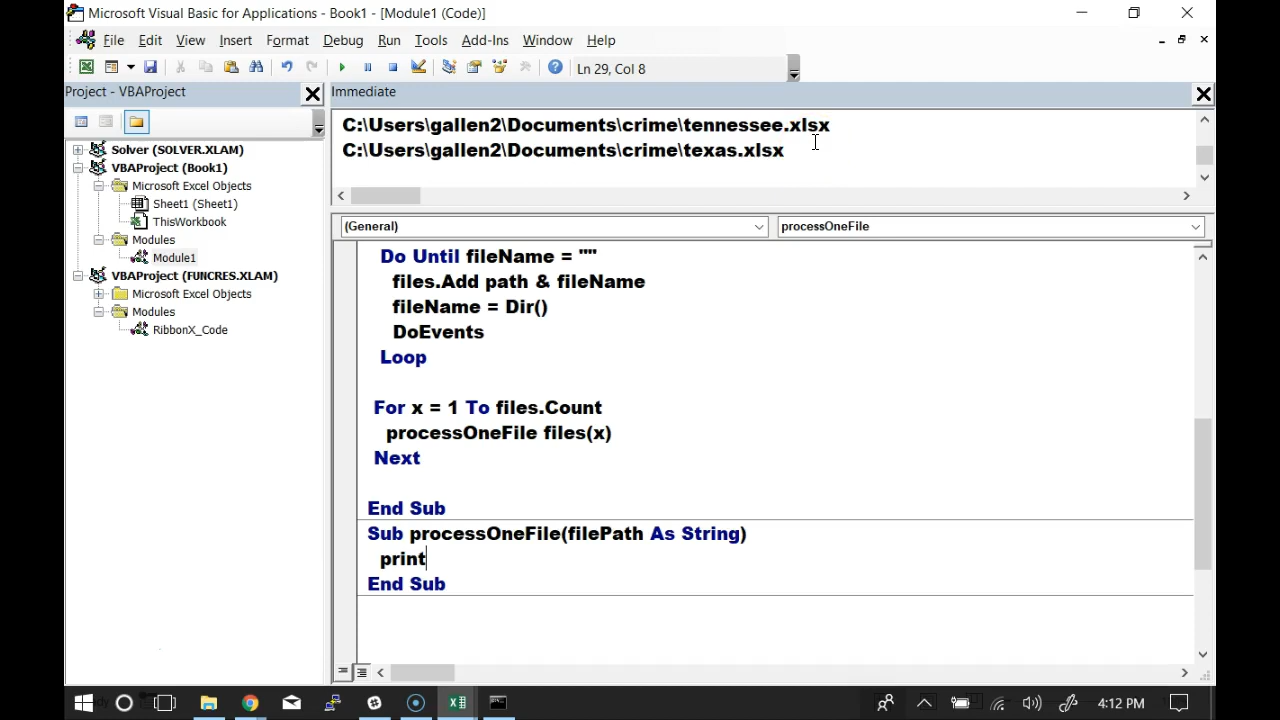 Microsoft Visual Basic for Applications - Book1 - [Module1 (Code)]
File Edit View Insert Format Debug Run Tools Add-Ins Window Help
Ln 29, Col 8
Project - VBAProject
Solver (SOLVER.XLAM)
VBAProject (Book1)
Microsoft Excel Objects
Sheet1 (Sheet1)
ThisWorkbook
Modules
Module1
VBAProject (FUNCRES.XLAM)
Microsoft Excel Objects
Modules
RibbonX_Code
Immediate
C:\Users\gallen2\Documents\crime\tennessee.xlsx
C:\Users\gallen2\Documents\crime\texas.xlsx
(General) processOneFile
Do Until fileName = ""
files.Add path & fileName
fileName = Dir()
DoEvents
Loop
For x = 1 To files.Count
processOneFile files(x)
Next
End Sub
Sub processOneFile(filePath As String)
print
End Sub
4:12 PM